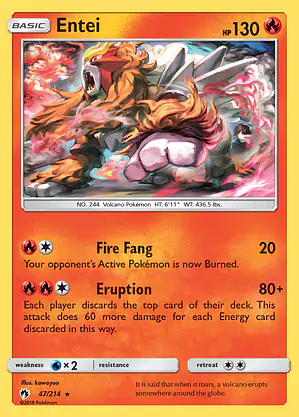 BASIC Entei HP 130
NO. 244 Volcano Pokémon HT: 6'11" WT: 436.5 lbs.
Fire Fang 20
Your opponent's Active Pokémon is now Burned.
Eruption 80+
Each player discards the top card of their deck. This
attack does 60 more damage for each Energy card
discarded in this way.
weakness ×2 resistance retreat
Illus. kawayoo
47/214 ★
©2019 Pokémon
It is said that when it roars, a volcano erupts
somewhere around the globe.